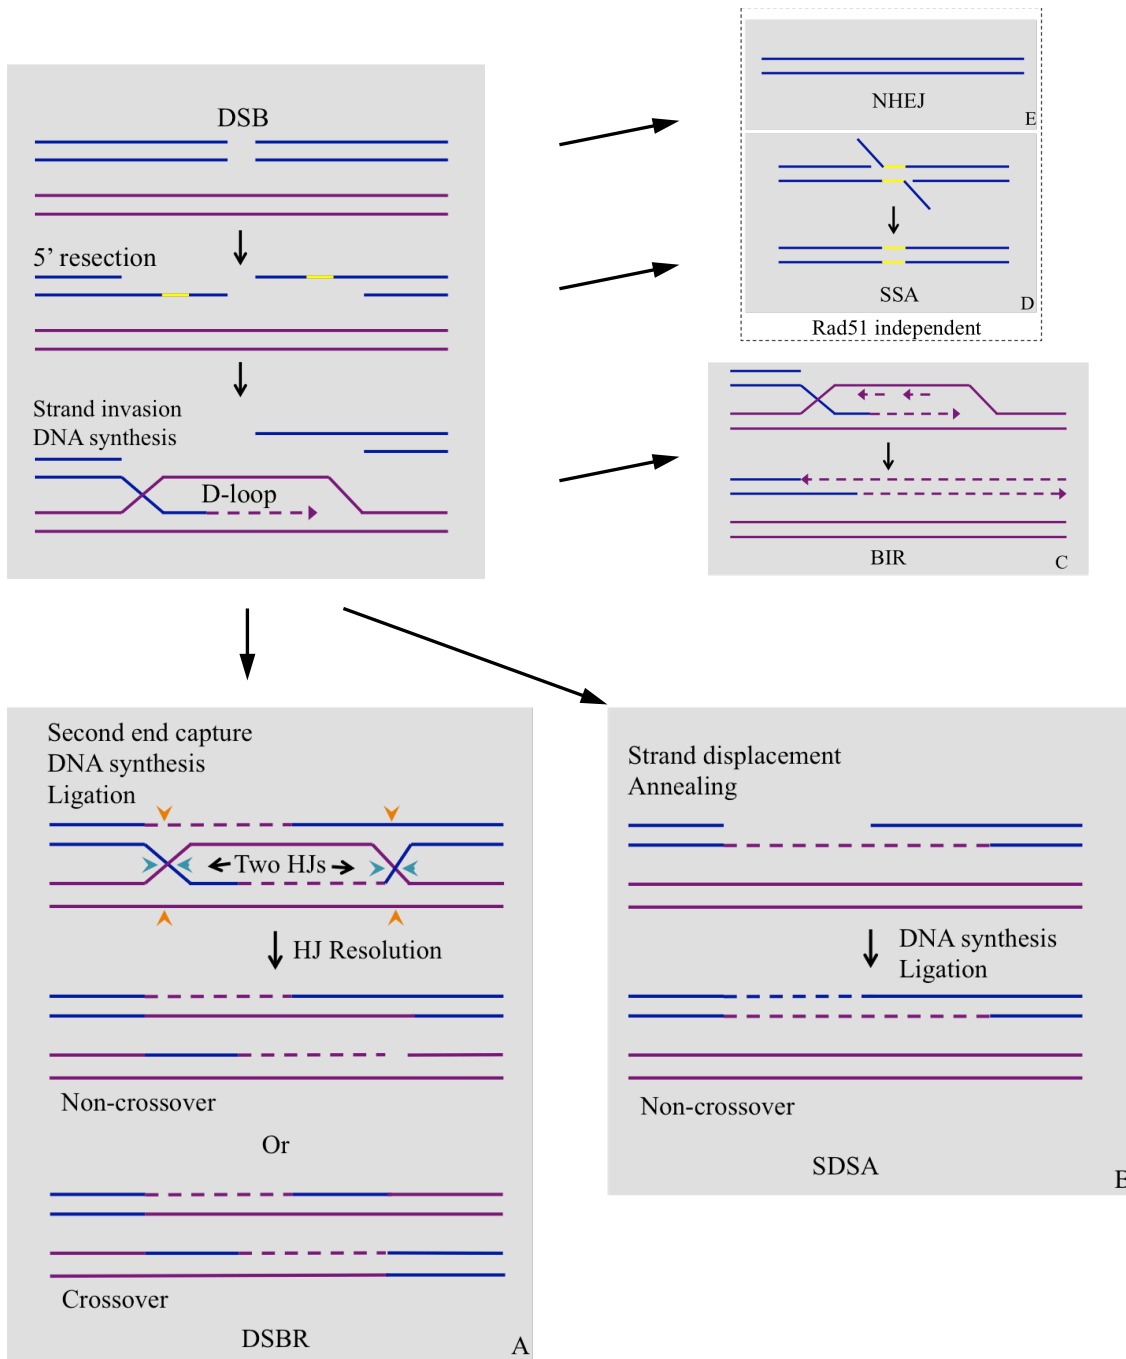 DSB
5’ resection
Strand invasion
DNA synthesis
D-loop
NHEJ
E
SSA
D
Rad51 independent
BIR
C
Second end capture
DNA synthesis
Ligation
Two HJs
HJ Resolution
Non-crossover
Or
Crossover
DSBR
A
Strand displacement
Annealing
DNA synthesis
Ligation
Non-crossover
SDSA
B